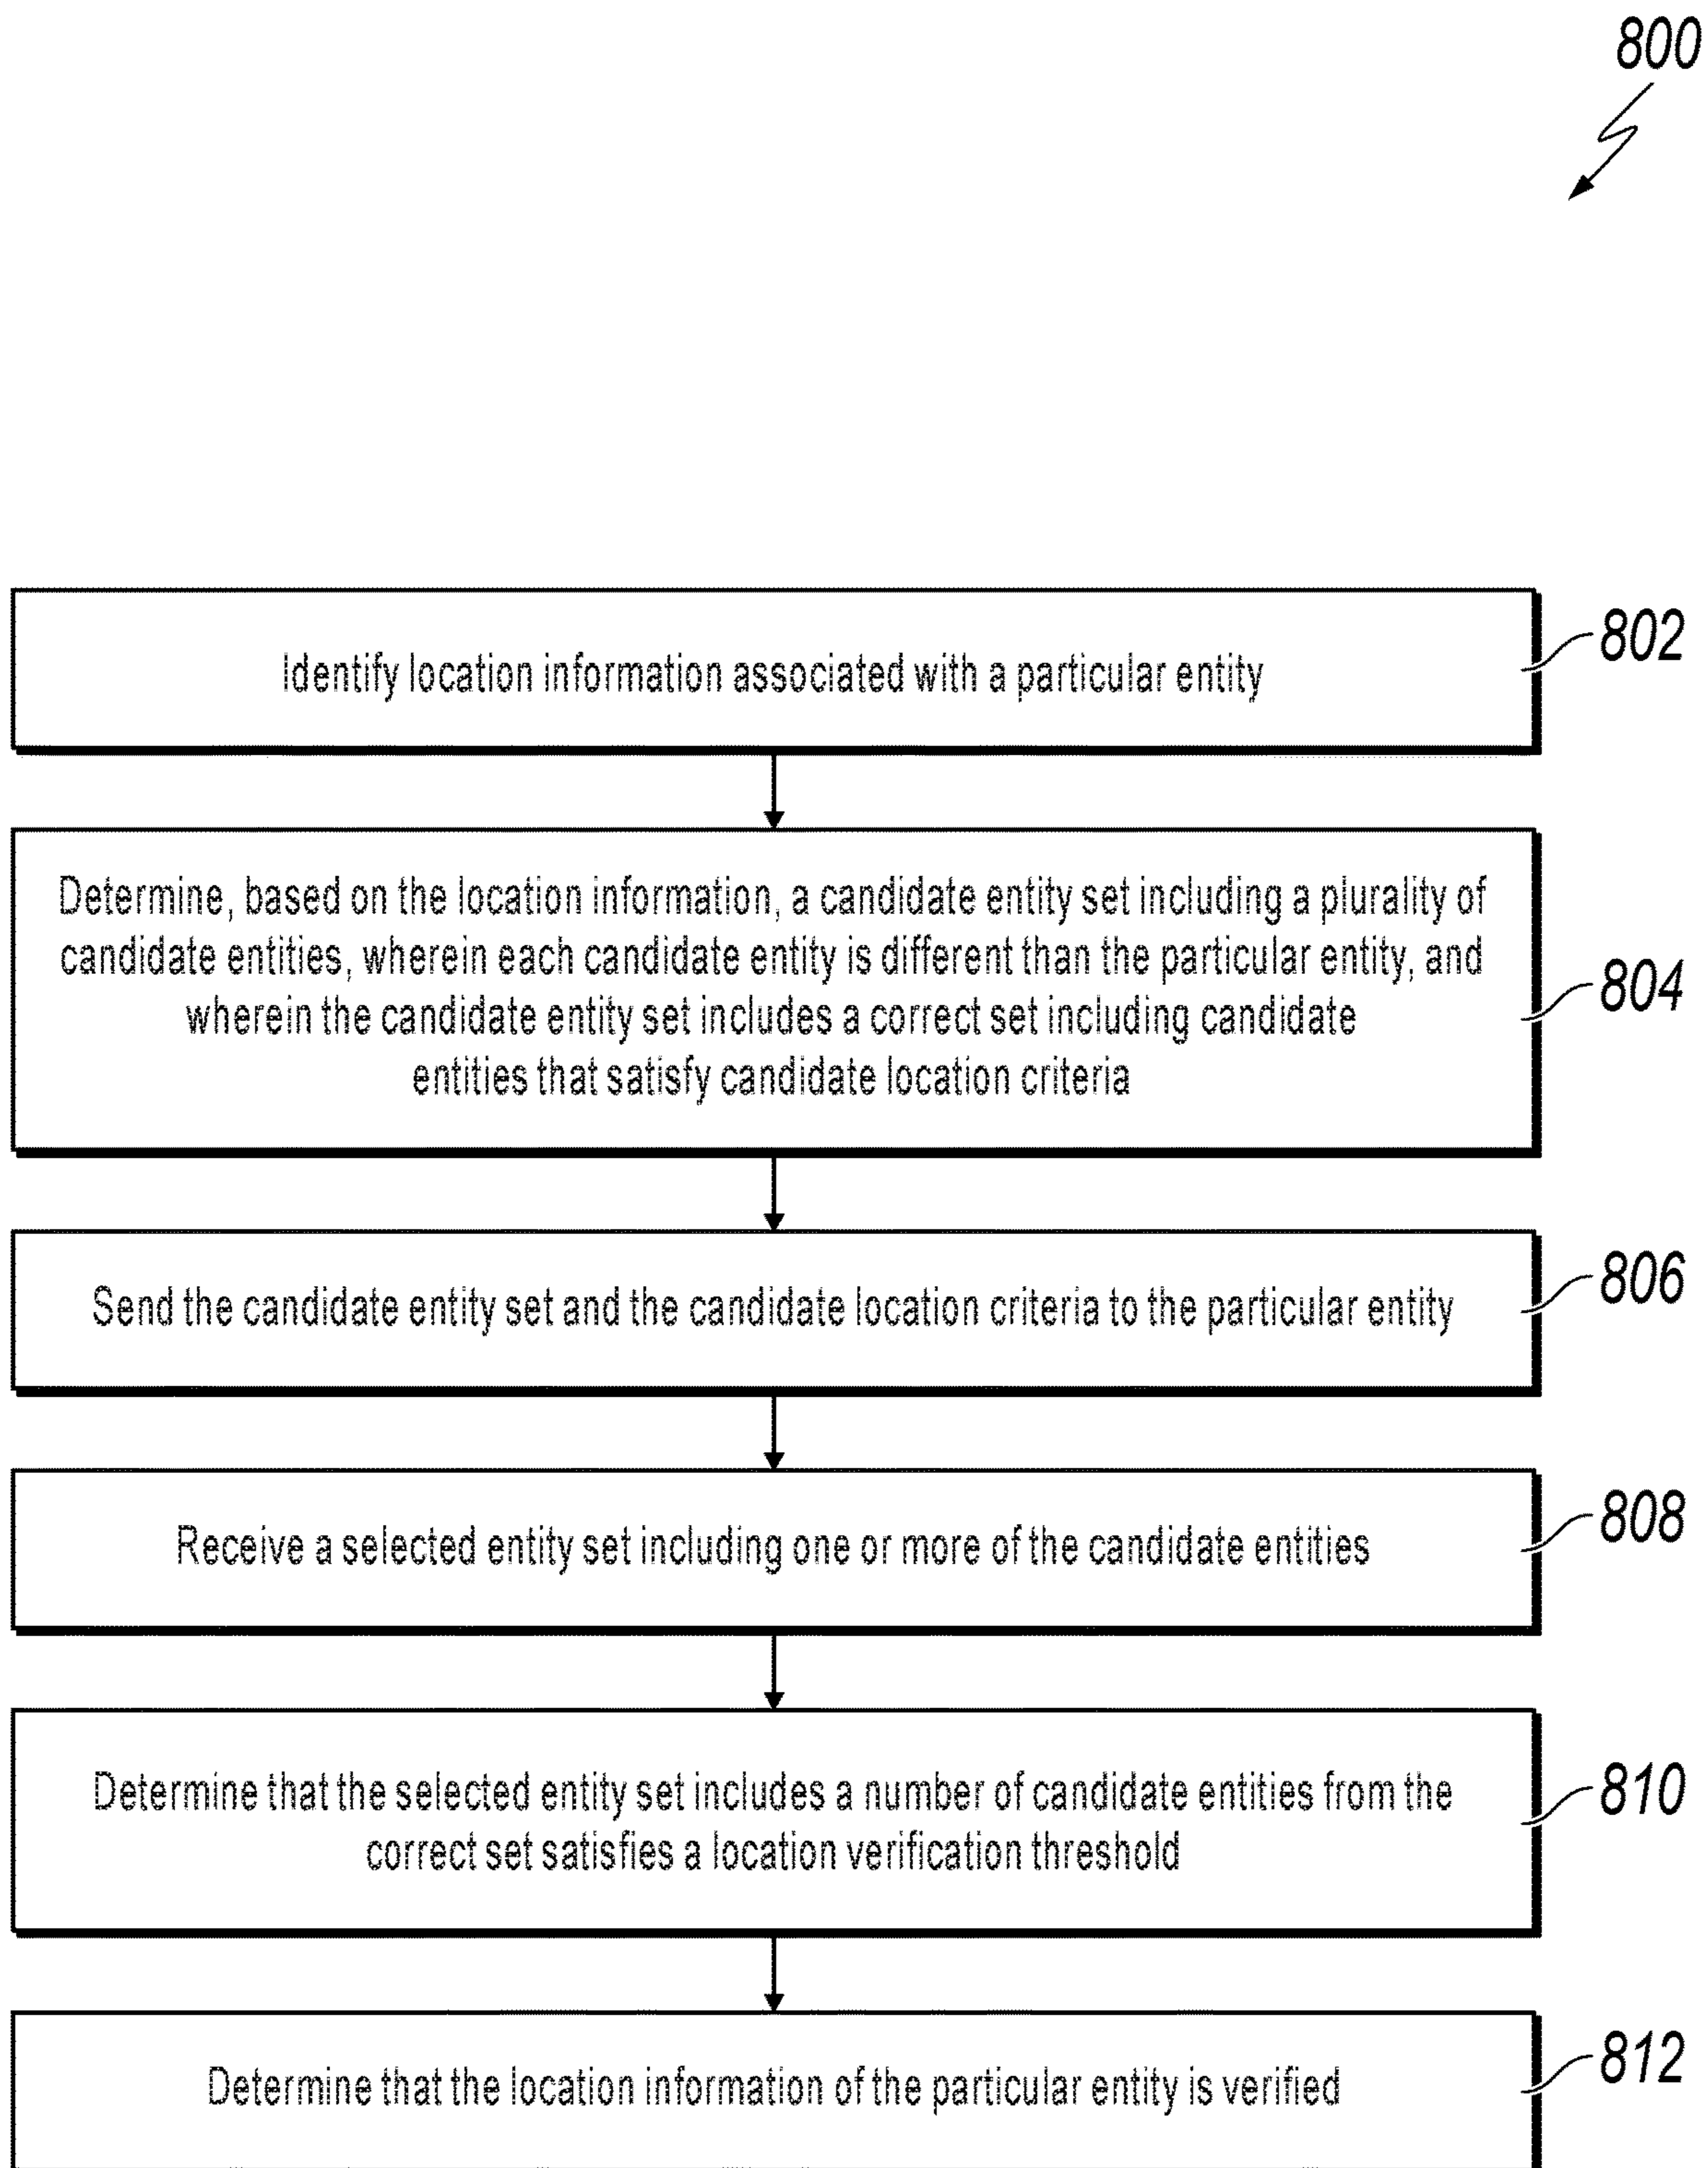 800
Identify location information associated with a particular entity
802
Determine, based on the location information, a candidate entity set including a plurality of
candidate entities, wherein each candidate entity is different than the particular entity, and
wherein the candidate entity set includes a correct set including candidate
entities that satisfy candidate location criteria
804
Send the candidate entity set and the candidate location criteria to the particular entity
806
Receive a selected entity set including one or more of the candidate entities
808
Determine that the selected entity set includes a number of candidate entities from the
correct set satisfies a location verification threshold
810
Determine that the location information of the particular entity is verified
812